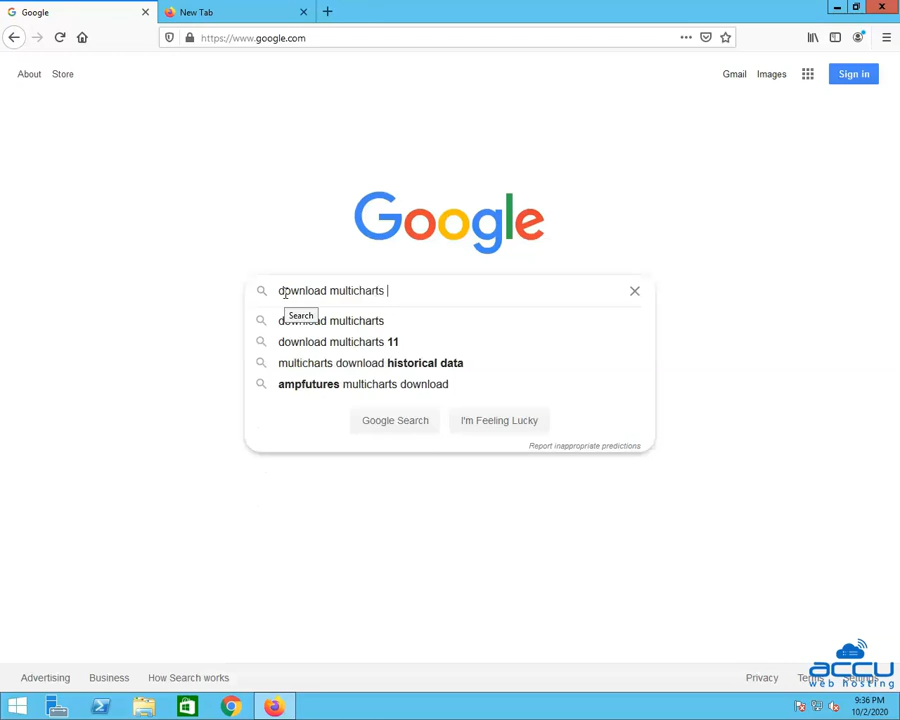 Google
New Tab
https://www.google.com
About
Store
Gmail
Images
Sign in
Google
download multicharts
Search
download multicharts
download multicharts 11
multicharts download historical data
ampfutures multicharts download
Google Search
I'm Feeling Lucky
Report inappropriate predictions
accu
web hosting
Advertising
Business
How Search works
Privacy
Terms
Settings
9:36 PM
10/2/2020